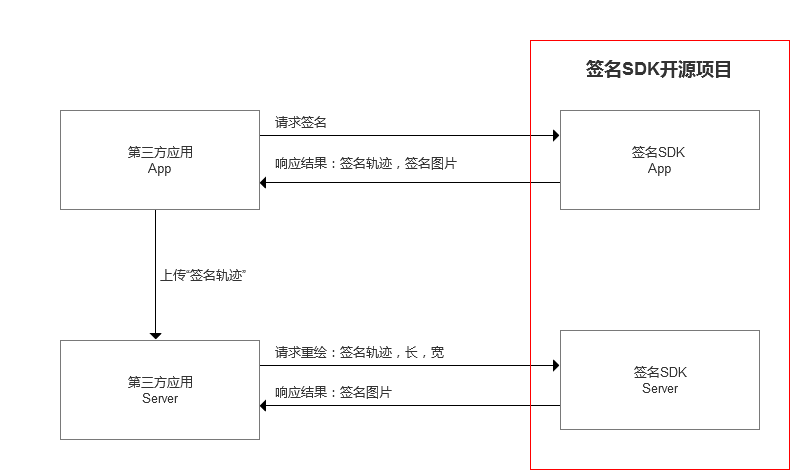 签名SDK开源项目
请求签名
第三方应用
App
签名SDK
App
响应结果：签名轨迹，签名图片
上传“签名轨迹”
请求重绘：签名轨迹，长，宽
第三方应用
Server
签名SDK
Server
响应结果：签名图片